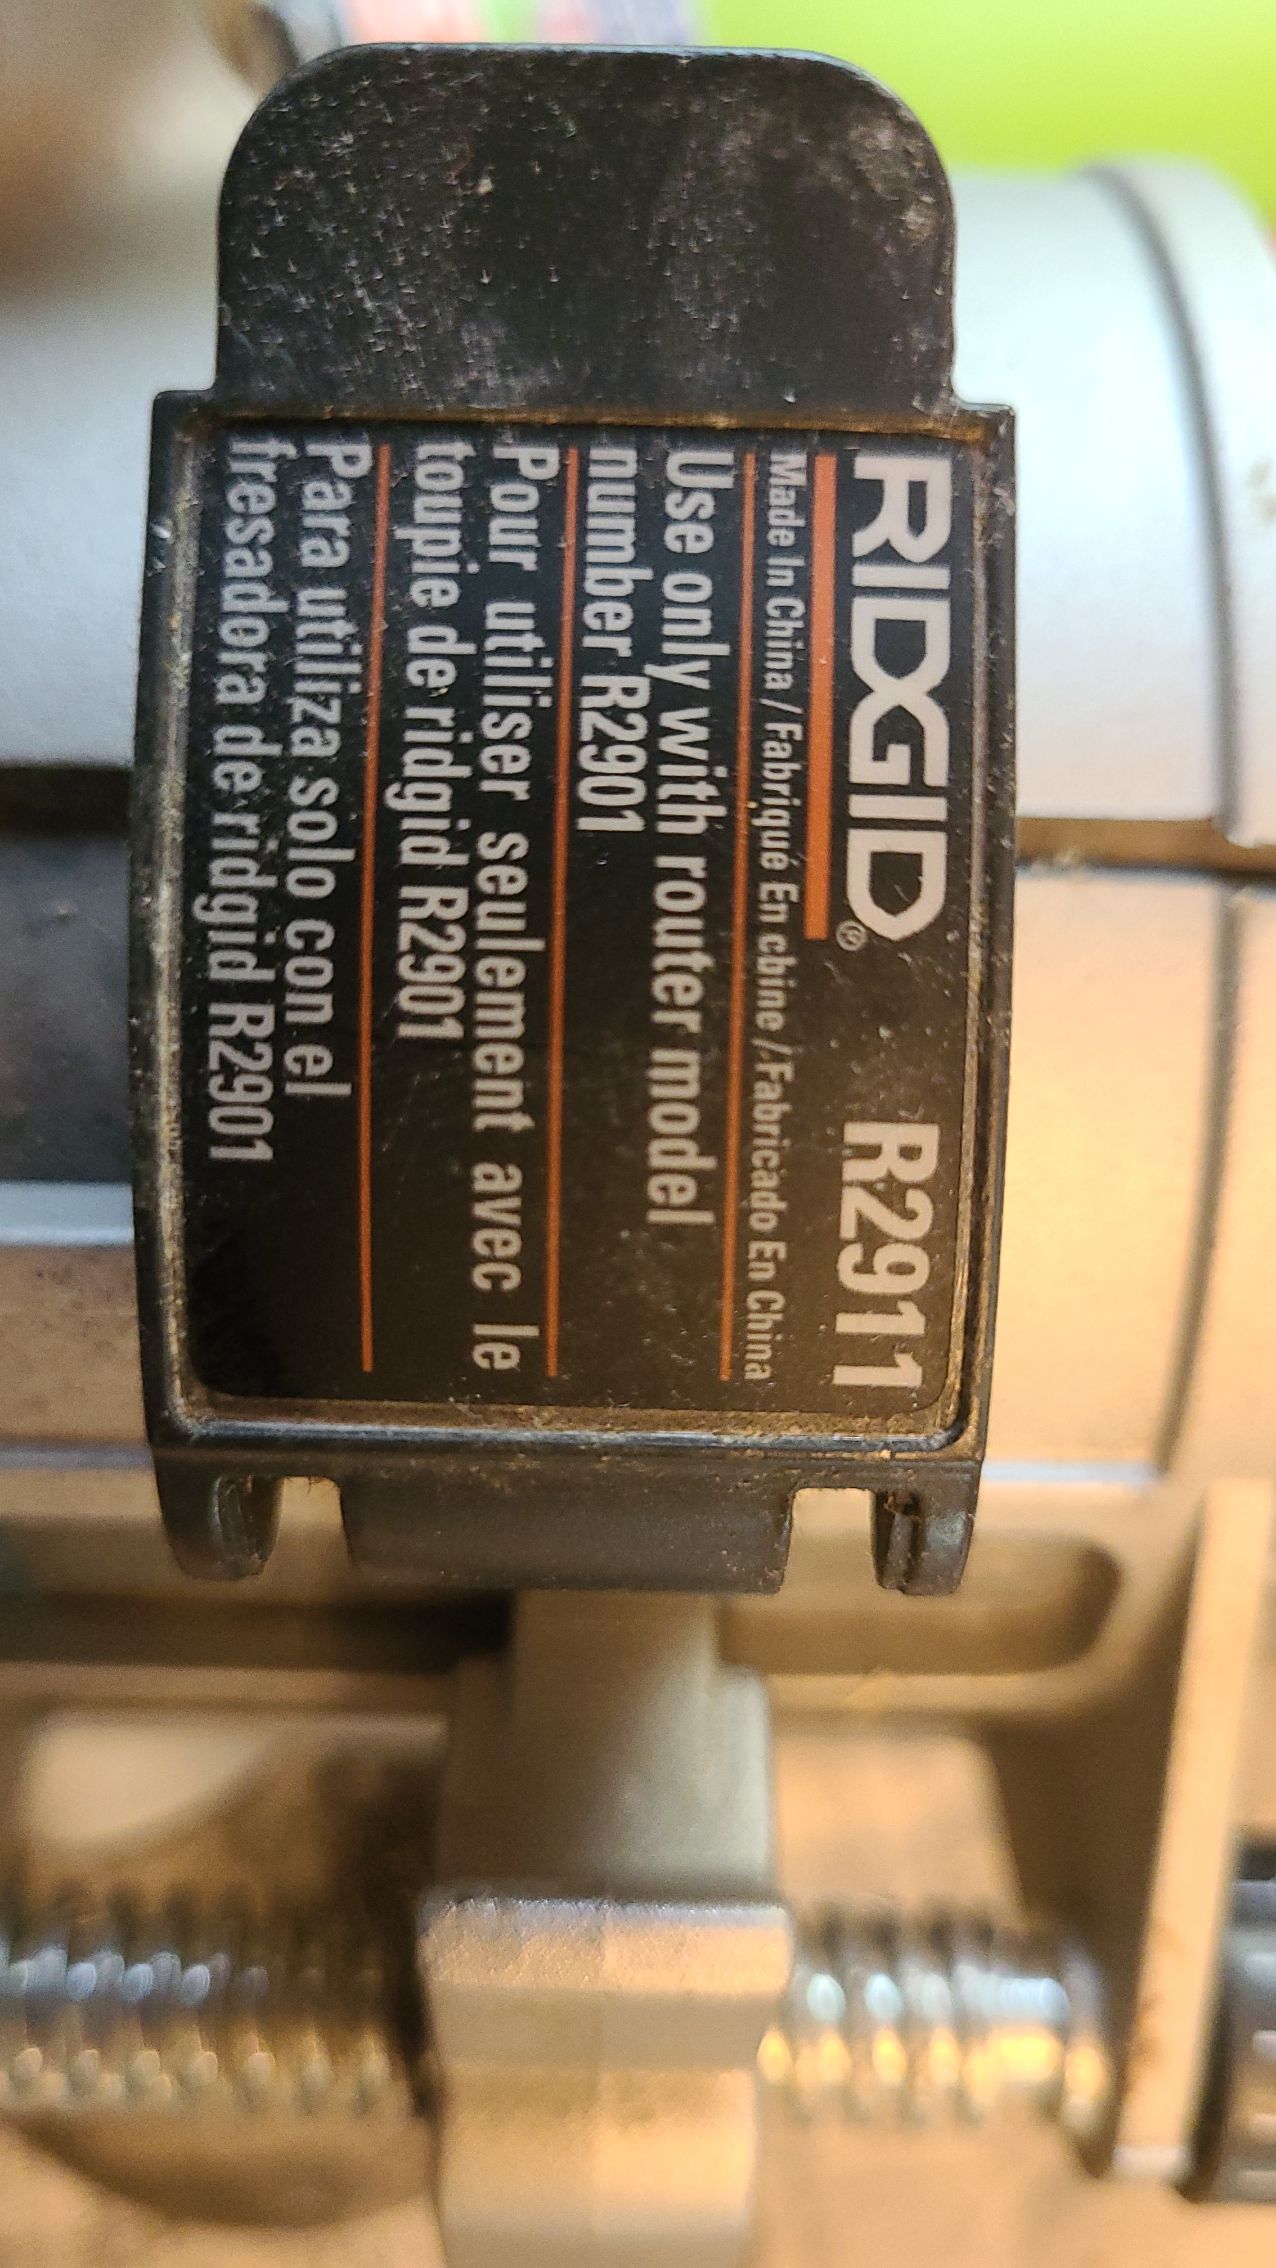 RIDGID® R2911
Made In China / Fabriqué En chine / Fabricado En China
Use only with router model
number R2901
Pour utiliser seulement avec le
toupie de ridgid R2901
Para utiliza solo con el
fresadora de ridgid R2901